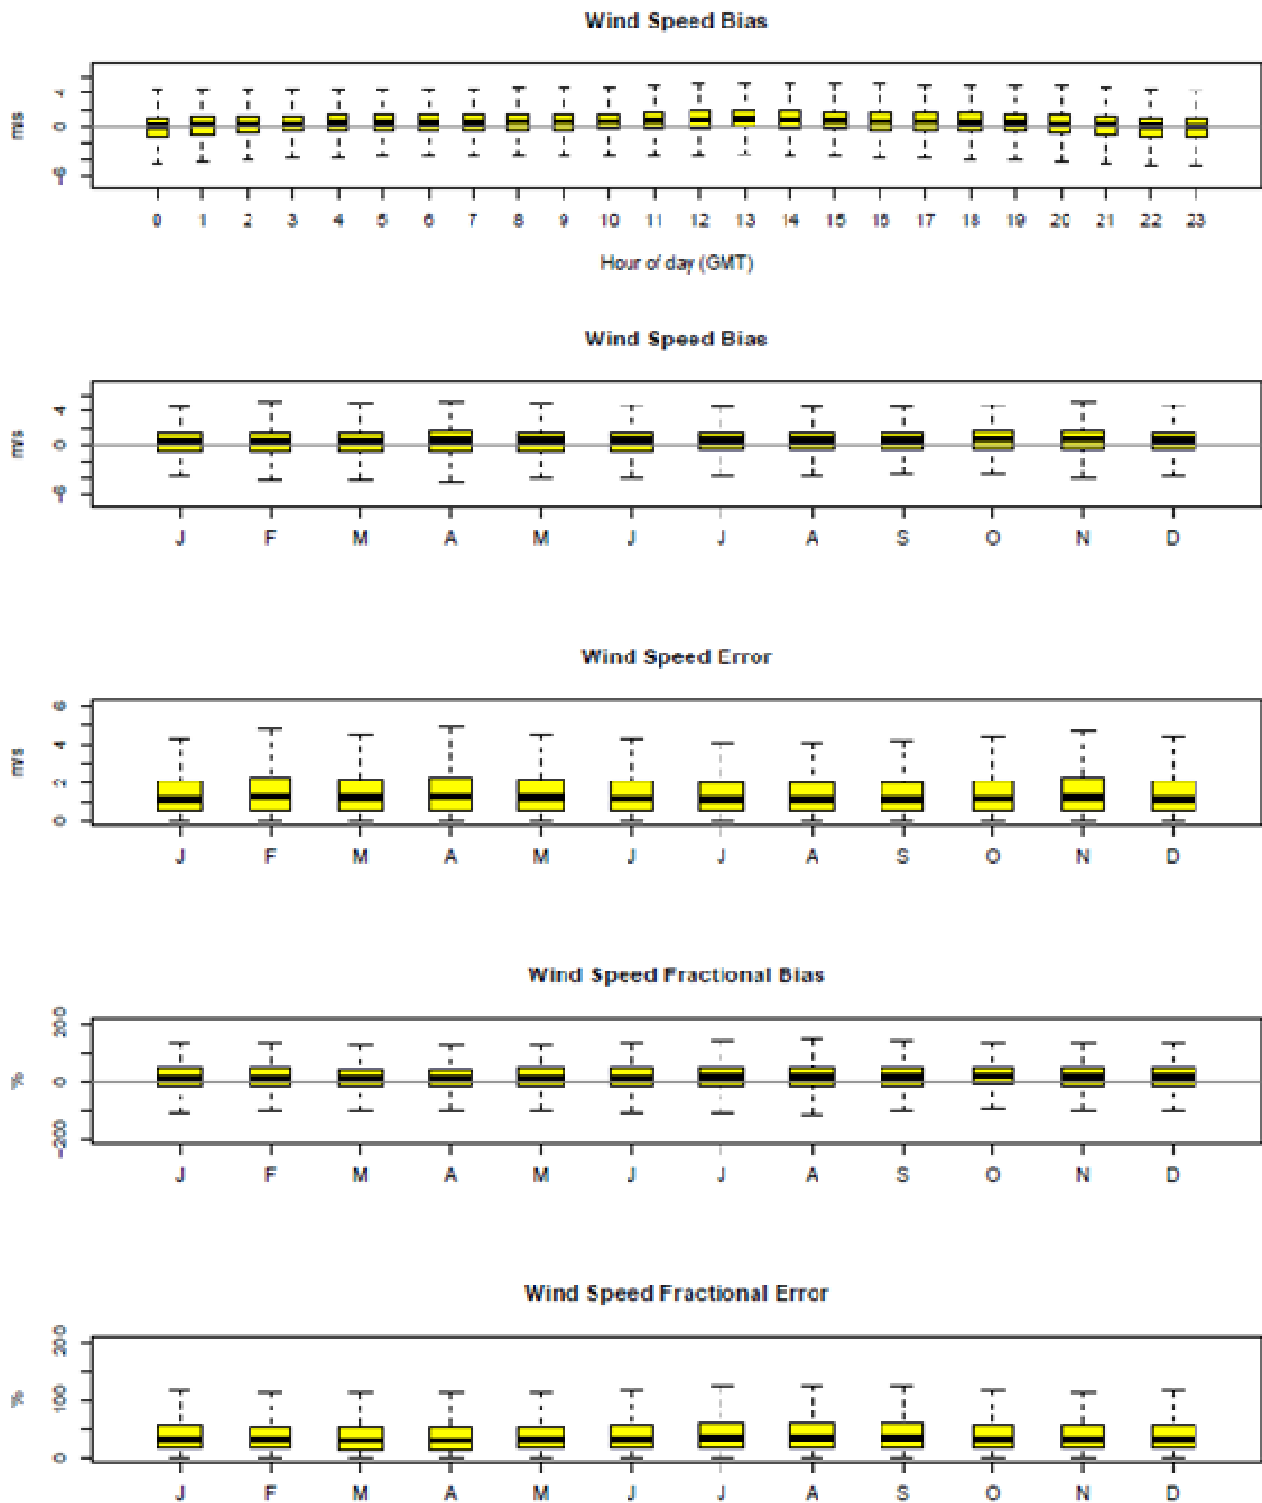 Wind Speed Bias
m/s
4
0
-6
0 1 2 3 4 5 6 7 8 9 10 11 12 13 14 15 16 17 18 19 20 21 22 23
Hour of day (GMT)
Wind Speed Bias
m/s
4
0
-6
J F M A M J J A S O N D
Wind Speed Error
m/s
6
4
2
0
J F M A M J J A S O N D
Wind Speed Fractional Bias
%
200
0
-200
J F M A M J J A S O N D
Wind Speed Fractional Error
%
200
100
0
J F M A M J J A S O N D